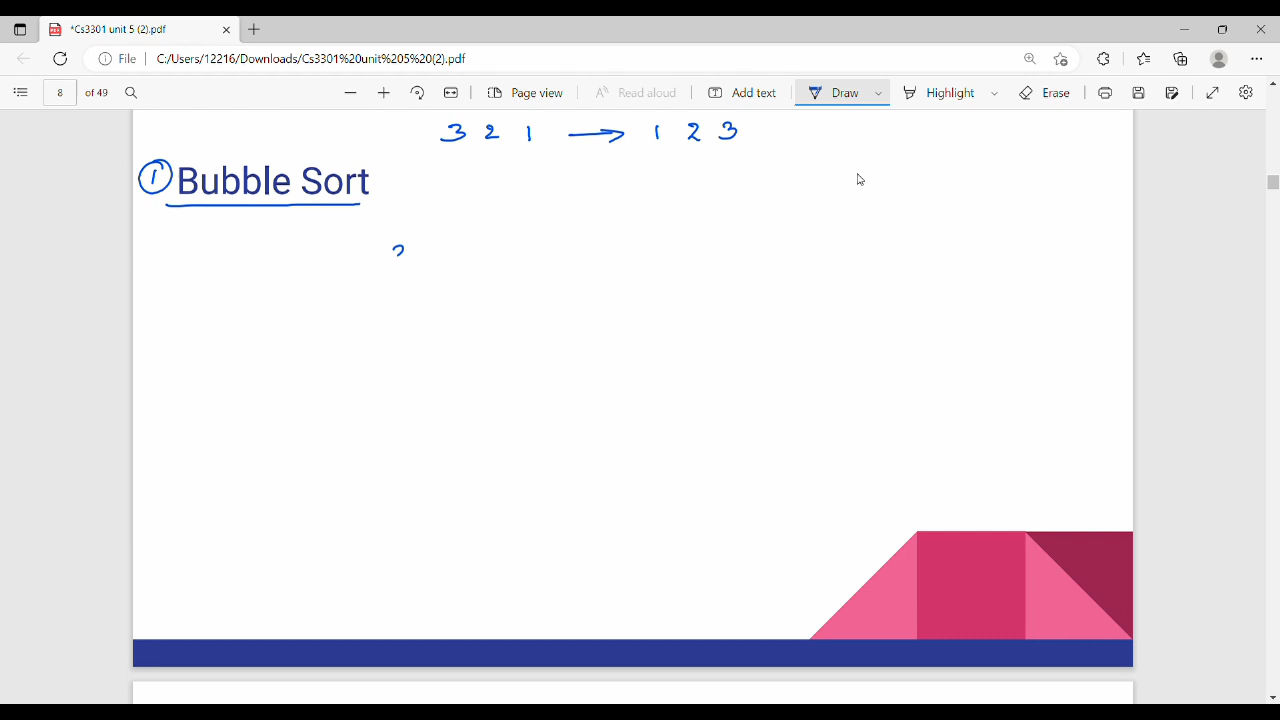 *Cs3301 unit 5 (2).pdf
File C:/Users/12216/Downloads/Cs3301%20unit%205%20(2).pdf
8 of 49 Page view Read aloud Add text Draw Highlight Erase
3 2 1 → 1 2 3
1 Bubble Sort